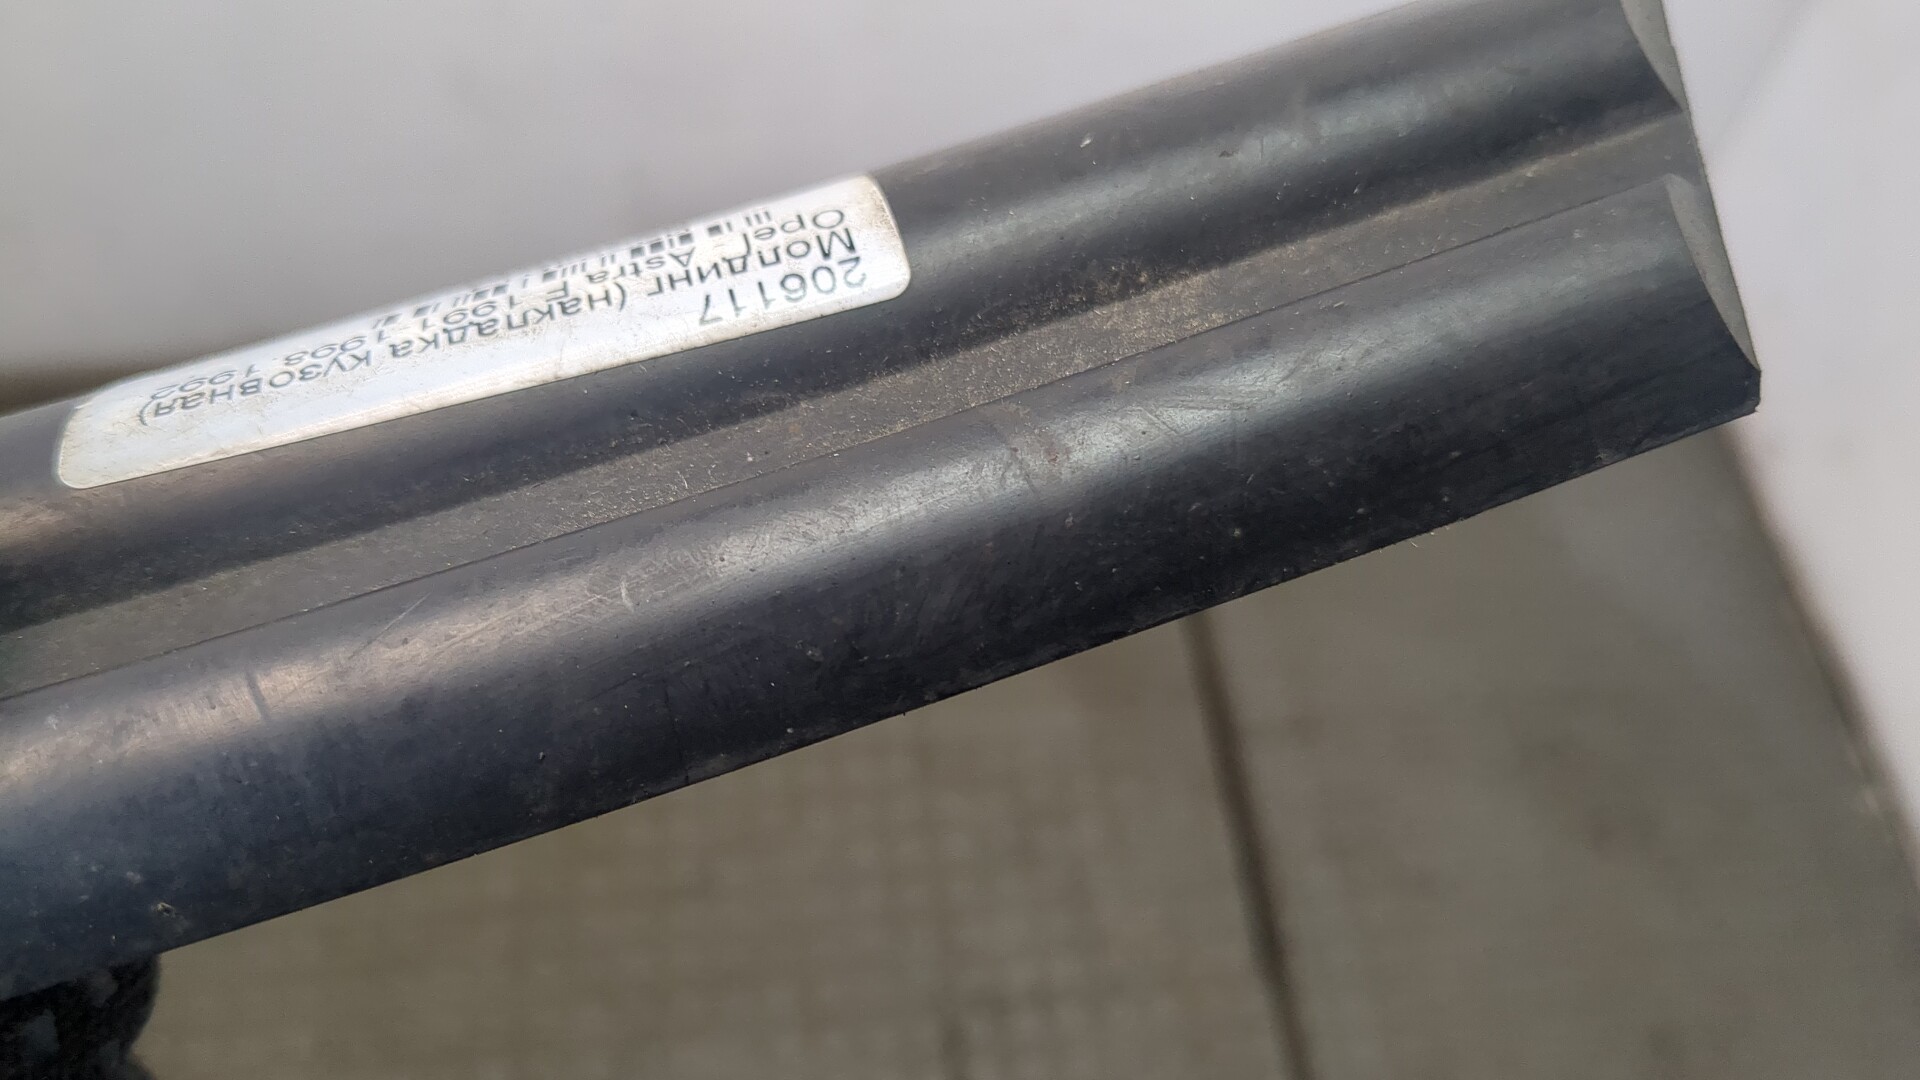 206117
Молдинг (накладка кузовная)
Opel Astra F 1991-1998 1992